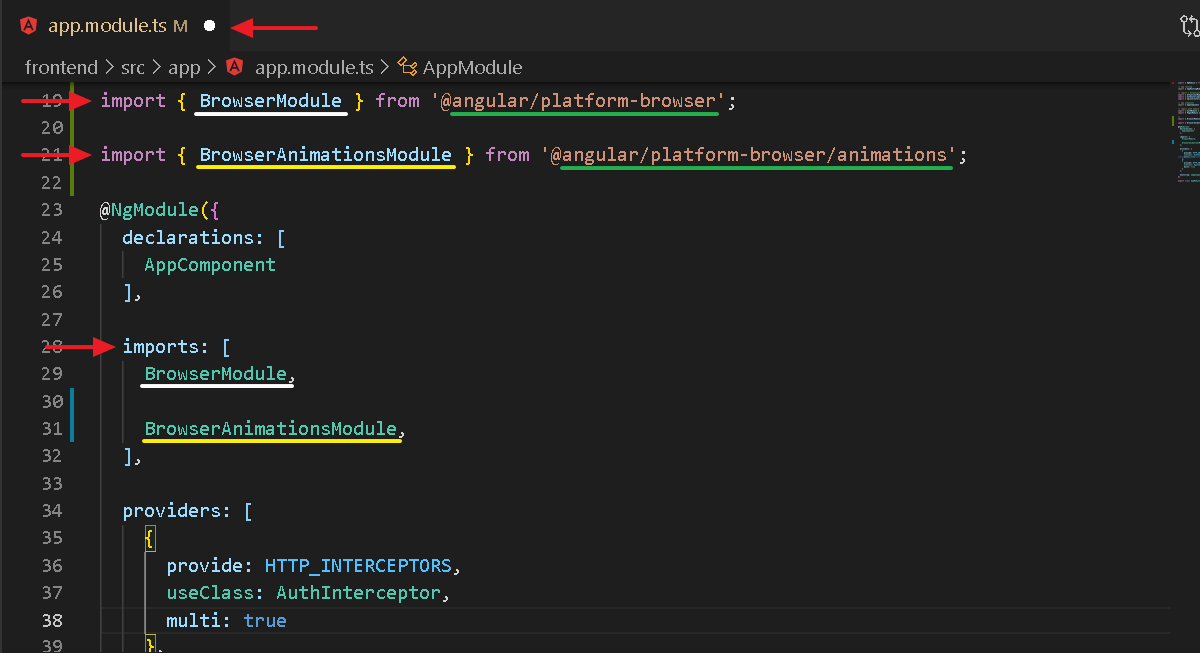 app.module.ts M
frontend > src > app > app.module.ts > AppModule
19 import { BrowserModule } from '@angular/platform-browser';
20
21 import { BrowserAnimationsModule } from '@angular/platform-browser/animations';
22
23 @NgModule({
24 declarations: [
25 AppComponent
26 ],
27
28 imports: [
29 BrowserModule,
30
31 BrowserAnimationsModule,
32 ],
33
34 providers: [
35 {
36 provide: HTTP_INTERCEPTORS,
37 useClass: AuthInterceptor,
38 multi: true
39 },